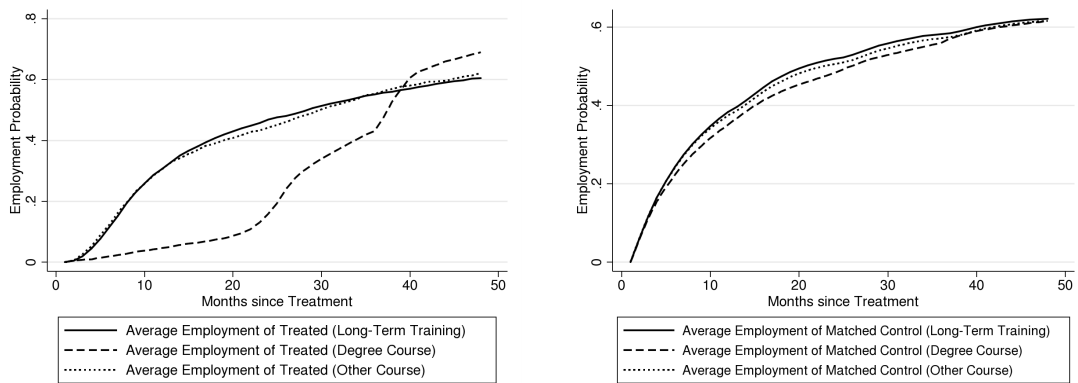 .8
.6
.4
.2
0
Employment Probability
0 10 20 30 40 50
Months since Treatment
Average Employment of Treated (Long-Term Training)
Average Employment of Treated (Degree Course)
Average Employment of Treated (Other Course)
.6
.4
.2
0
Employment Probability
0 10 20 30 40 50
Months since Treatment
Average Employment of Matched Control (Long-Term Training)
Average Employment of Matched Control (Degree Course)
Average Employment of Matched Control (Other Course)